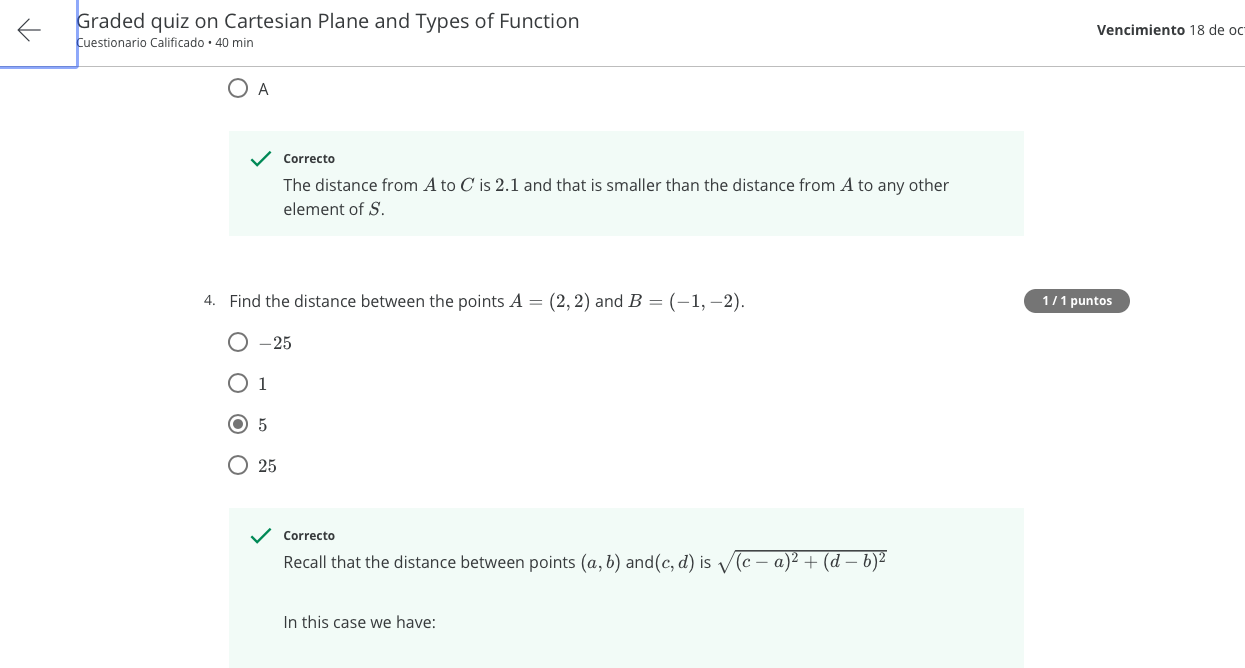 Graded quiz on Cartesian Plane and Types of Function
Cuestionario Calificado • 40 min
Vencimiento 18 de oct
A
Correcto
The distance from A to C is 2.1 and that is smaller than the distance from A to any other
element of S.
4. Find the distance between the points A = (2, 2) and B = (−1, −2).
1 / 1 puntos
−25
1
5
25
Correcto
Recall that the distance between points (a, b) and(c, d) is √(c − a)² + (d − b)²
In this case we have: